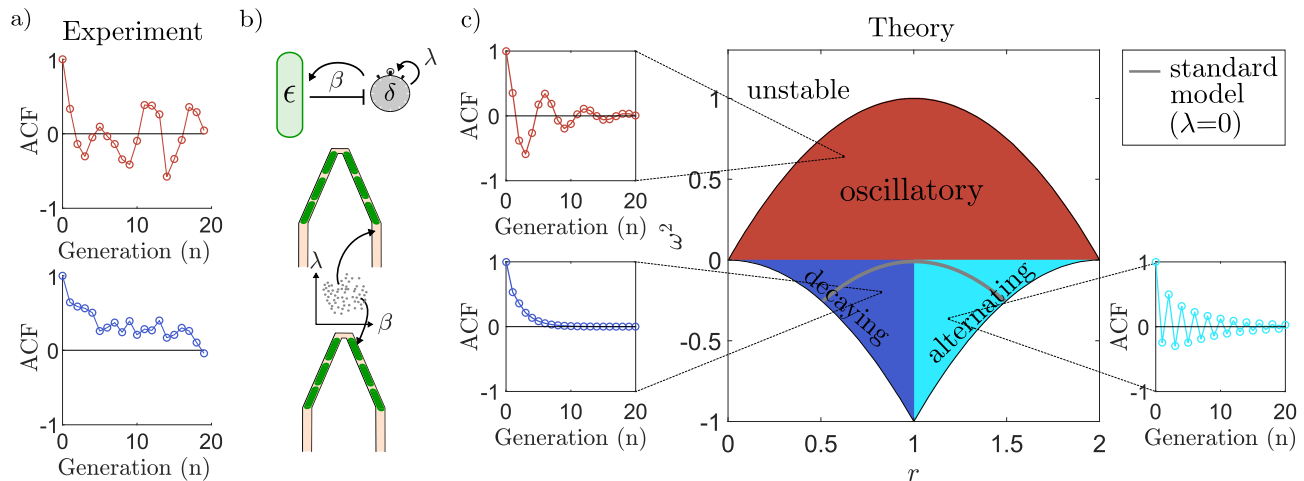 a)
Experiment
1
0
-1
0
10
20
ACF
Generation (n)
1
0
-1
0
10
20
ACF
Generation (n)
b)
ϵ
β
δ
λ
λ
β
c)
1
0
-1
0
10
20
ACF
Generation (n)
1
0
-1
0
10
20
ACF
Generation (n)
Theory
unstable
oscillatory
decaying
alternating
1
0.5
0
-0.5
-1
ω²
0
0.5
1
1.5
2
r
standard
model
(λ=0)
1
0
-1
0
10
20
ACF
Generation (n)